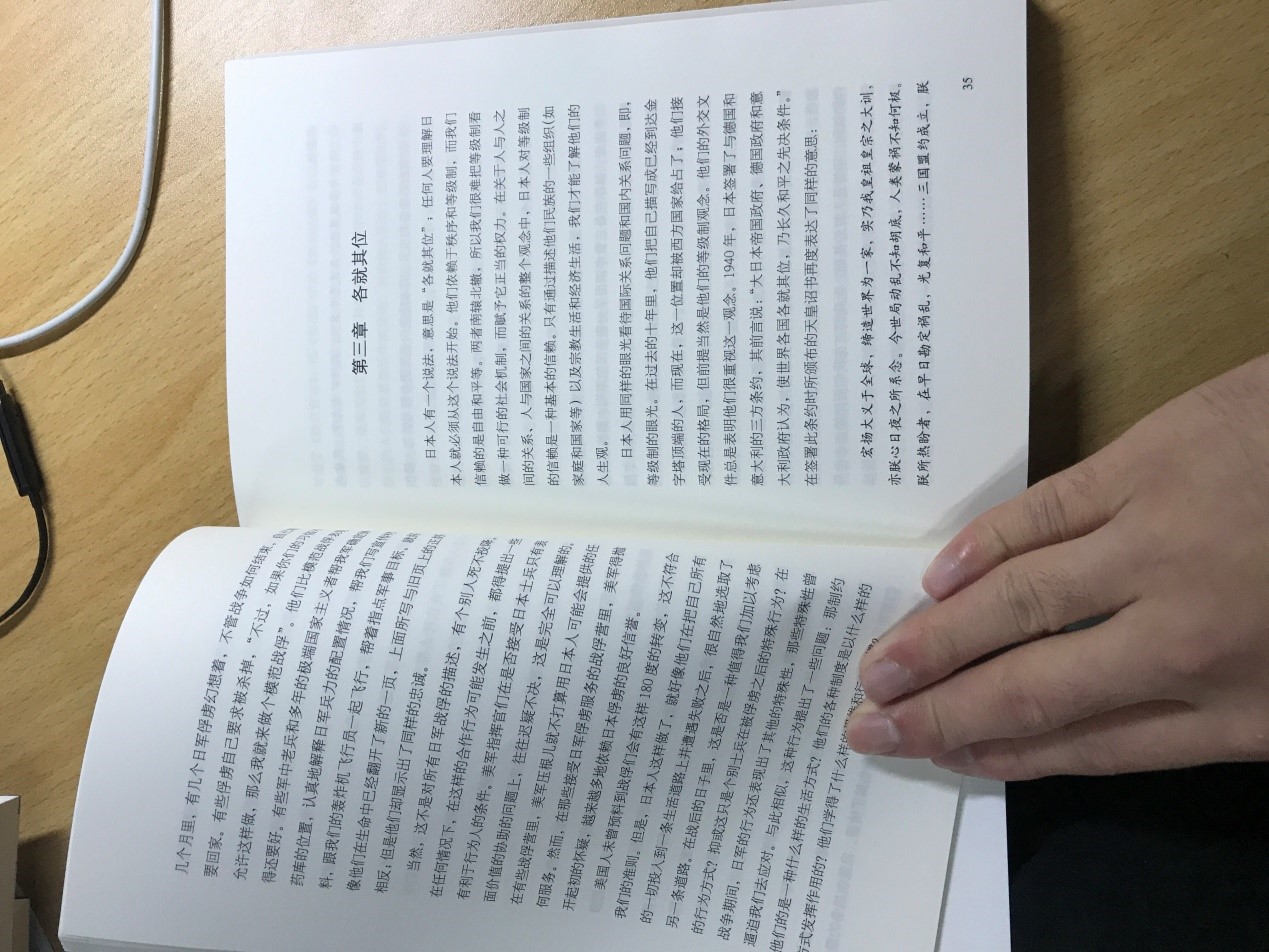 几个月里，有几个日军俘虏幻想着，不管战争如何结束，
要回家。有些俘虏自己要求被杀掉，“不过，如果你们的习
允许这样做，那么我就来做个模范战俘”。他们比模范战俘
得还要好。有些军中老兵和多年的极端国家主义者帮我军确
药库的位置，认真地解释日军兵力的配置情况，帮我们写宣传
料，跟我们的轰炸机飞行员一起飞行，帮着指点军事目标。
像他们在生命中已经翻开了新的一页，上面所写与旧页上的正
相反；但是他们却显示出了同样的忠诚。
当然，这不是对所有日军战俘的描述，有个别人死不
在任何情况下，在这样的合作行为可能发生之前，都得提出一些
有利于行为人的条件。美军指挥官们在是否接受日本士兵只有表
面价值的协助的问题上，往往迟疑不决，这是完全可以理解的。
在有些战俘营里，美军压根儿就不打算用日本人可能会提供的任
何服务。然而，在那些接受日军俘虏服务的战俘营里，美军得抛
开起初的怀疑，越来越多地依赖日本俘虏的良好信誉。
美国人未曾预料到战俘们会有这样180度的转变，这不符合
我们的准则。但是，日本人这样做了，就好像他们在把自己所有
的一切投入到一条生活道路上并遭遇失败之后，很自然地选取了
另一条道路。在战后的日子里，这是否是一种值得我们加以考虑
的行为方式？抑或这只是个别士兵在被俘虏之后的特殊行为？在
战争期间，日军的行为还表现出了其他的特殊性，那些特殊性曾
逼迫我们去应对。与此相似，这种行为提出了一些问题：那制约
他们的是一种什么样的生活方式？他们的各种制度是以什么样的
方式发挥作用的？他们学得了什么样的
第三章 各就其位
日本人有一个说法，意思是“各就其位”；任何人要理解日
本人就必须从这个说法开始。他们依赖于秩序和等级制，而我们
信赖的是自由和平等。两者南辕北辙，所以我们很难把等级制看
做一种可行的社会机制，而赋予它正当的权力。在关于人与人之
间的关系、人与国家之间的关系的整个观念中，日本人对等级制
的信赖是一种基本的信赖。只有通过描述他们民族的一些组织（如
家庭和国家等）以及宗教生活和经济生活，我们才能了解他们的
人生观。
日本人用同样的眼光看待国际关系问题和国内关系问题，即，
等级制的眼光。在过去的十年里，他们把自己描写成已经到达金
字塔顶端的人，而现在，这一位置却被西方国家给占了；他们接
受现在的格局，但前提当然是他们的等级制观念。他们的外交文
件总是表明他们很重视这一观念。1940年，日本签署了与德国和
意大利的三方条约，其前言说：“大日本帝国政府、德国政府和意
大利政府认为，使世界各国各就其位，乃长久和平之先决条件。”
在签署此条约时所颁布的天皇诏书再度表达了同样的意思：
宏扬大义于全球，缔造世界为一家，实乃我皇祖皇宗之大训，
亦朕心日夜之所系念。今世局动乱不知胡底，人类蒙祸不知何极。
朕所热盼者，在早日勘定祸乱，光复和平……三国盟约成立，朕
35